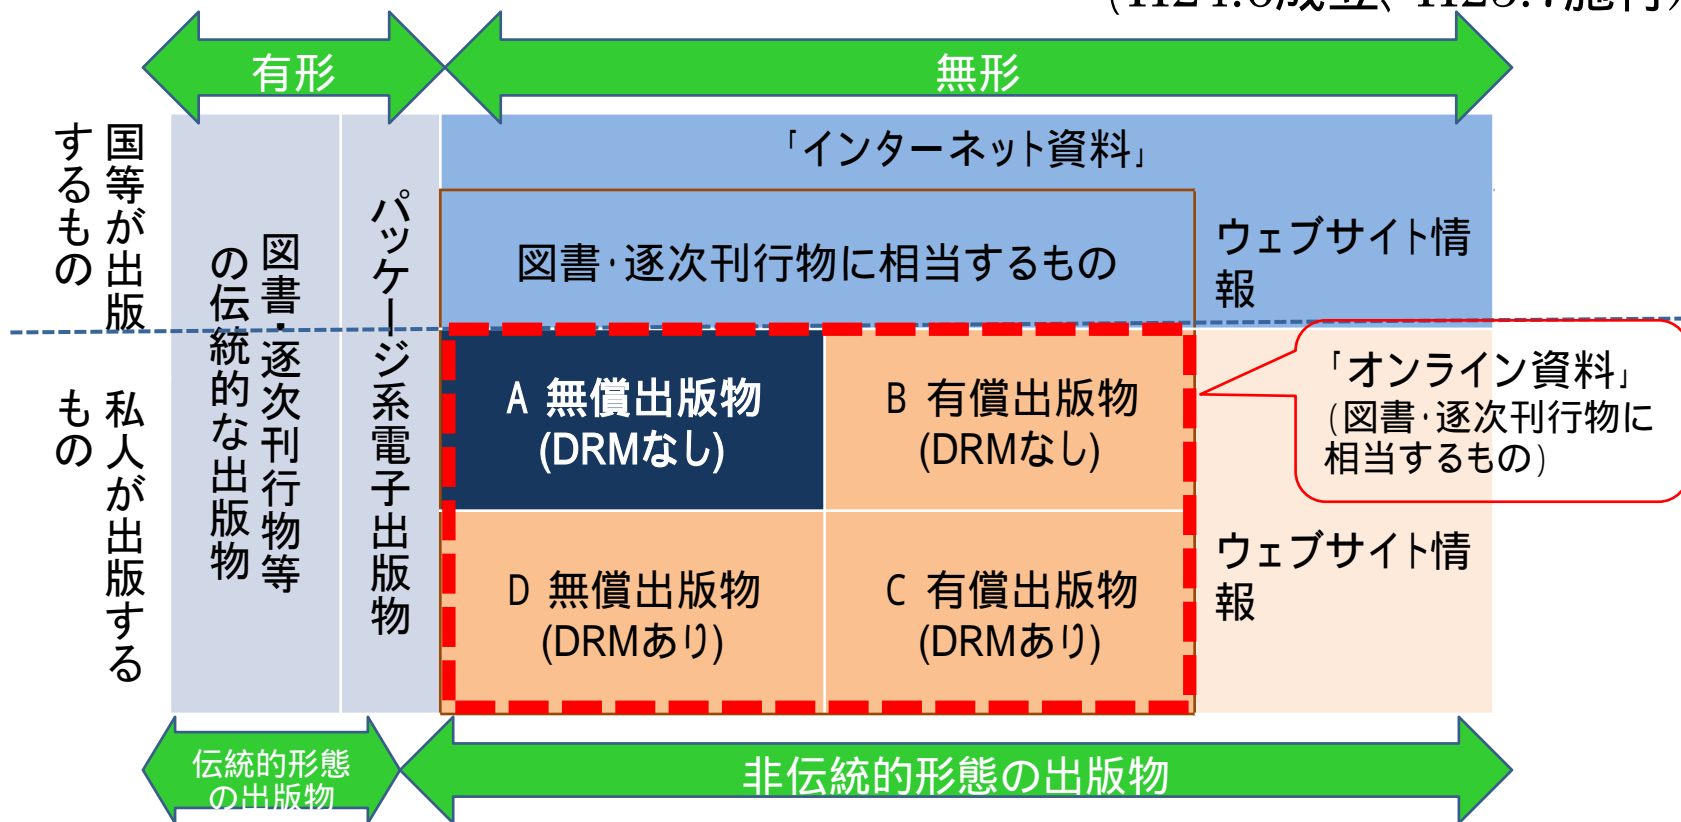 (H24.6成立、H25.7施行)
有形
無形
国等が出版
するもの
「インターネット資料」
図書・逐次刊行物に相当するもの
ウェブサイト情
報
図書・逐次刊行物等
の伝統的な出版物
パッケージ系電子出版物
私人が出版する
もの
A 無償出版物
(DRMなし)
B 有償出版物
(DRMなし)
「オンライン資料」
(図書・逐次刊行物に
相当するもの)
D 無償出版物
(DRMあり)
C 有償出版物
(DRMあり)
ウェブサイト情
報
伝統的形態
の出版物
非伝統的形態の出版物